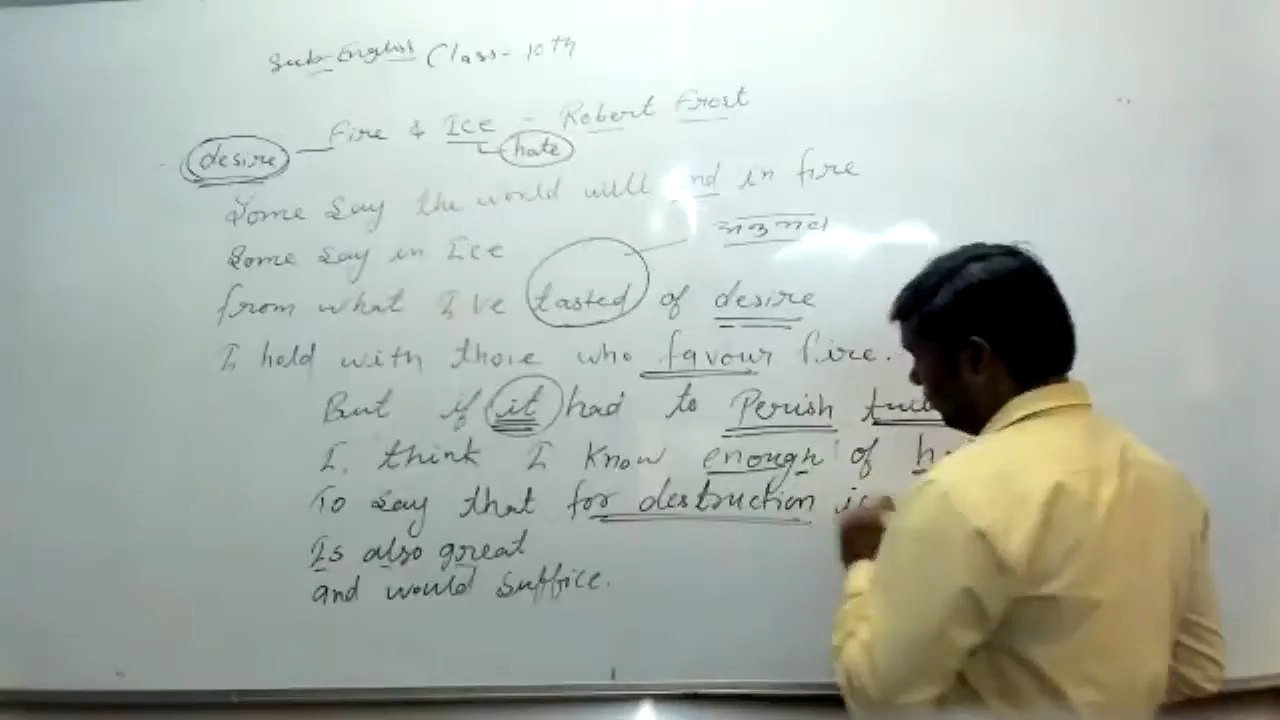 Sub-English Class-10th
Fire & Ice - Robert Frost
desire hate
Some Say the world will end in fire
Some Say in Ice
अनुभव
from what I've tasted of desire
I hold with those who favour fire.
But if it had to Perish
I think I know enough of
To say that for destruction
Is also great
and would Suffice.